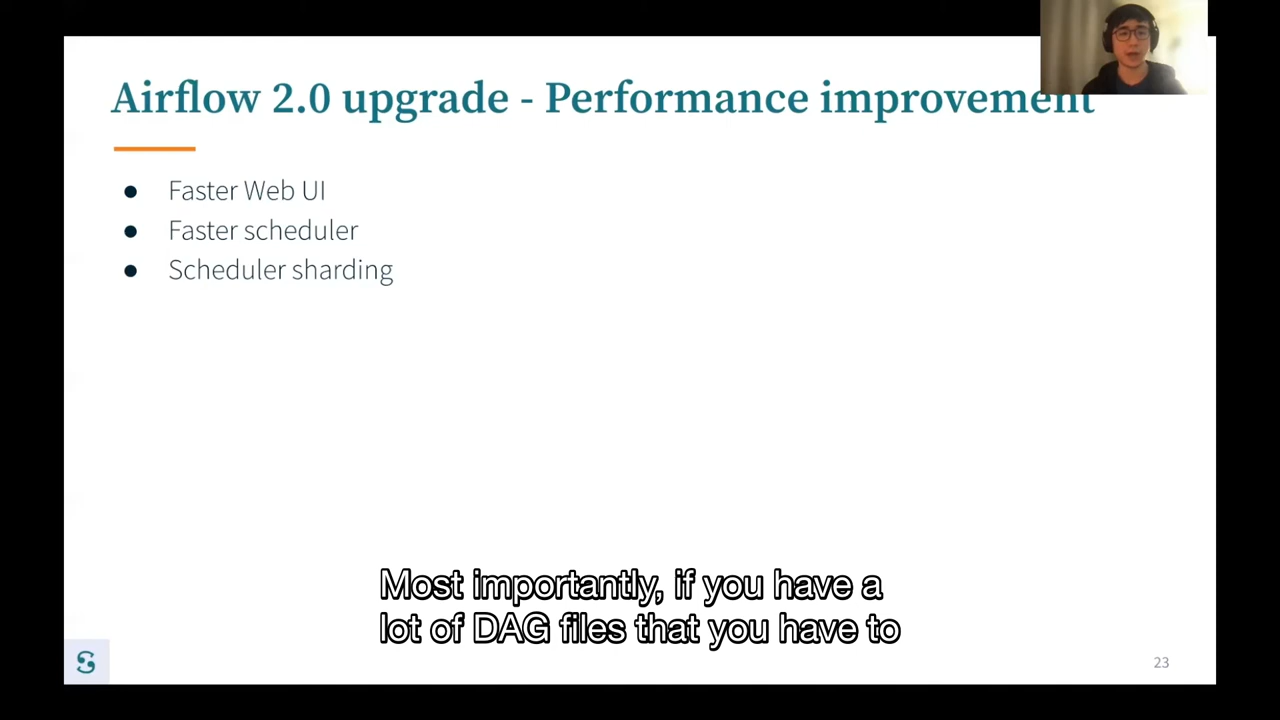 Airflow 2.0 upgrade - Performance improvement
● Faster Web UI
● Faster scheduler
● Scheduler sharding
Most importantly, if you have a
lot of DAG files that you have to
23